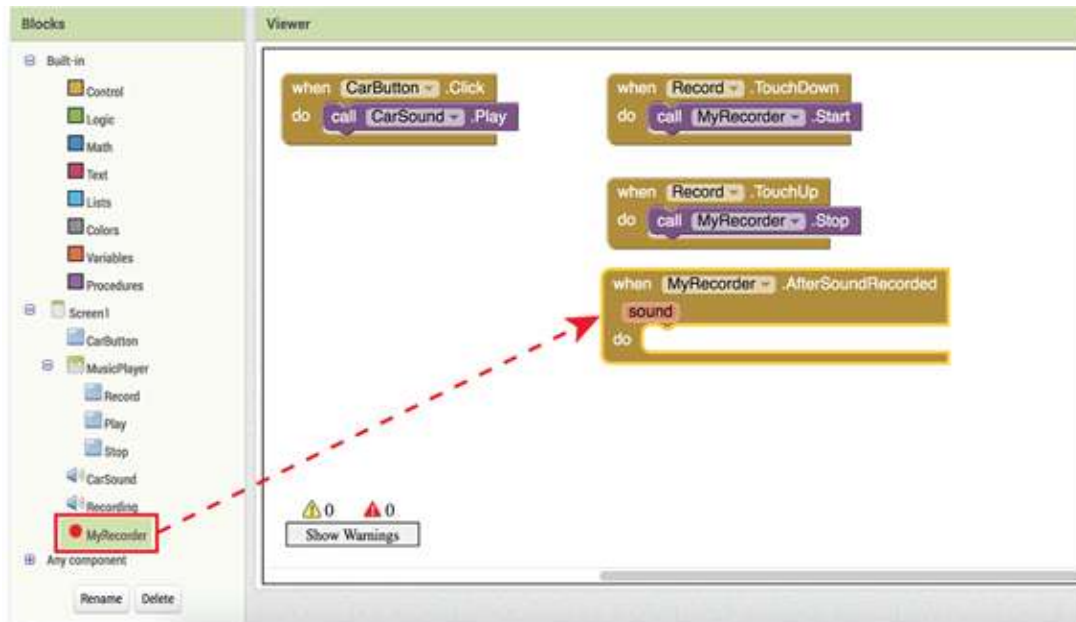 Blocks
Viewer
Built-in
Control
Logic
Math
Text
Lists
Colors
Variables
Procedures
Screen1
CarButton
MusicPlayer
Record
Play
Stop
CarSound
Recording
MyRecorder
Any component
Rename Delete
when CarButton .Click
do call CarSound .Play
when Record .TouchDown
do call MyRecorder .Start
when Record .TouchUp
do call MyRecorder .Stop
when MyRecorder .AfterSoundRecorded
sound
do
0 0
Show Warnings